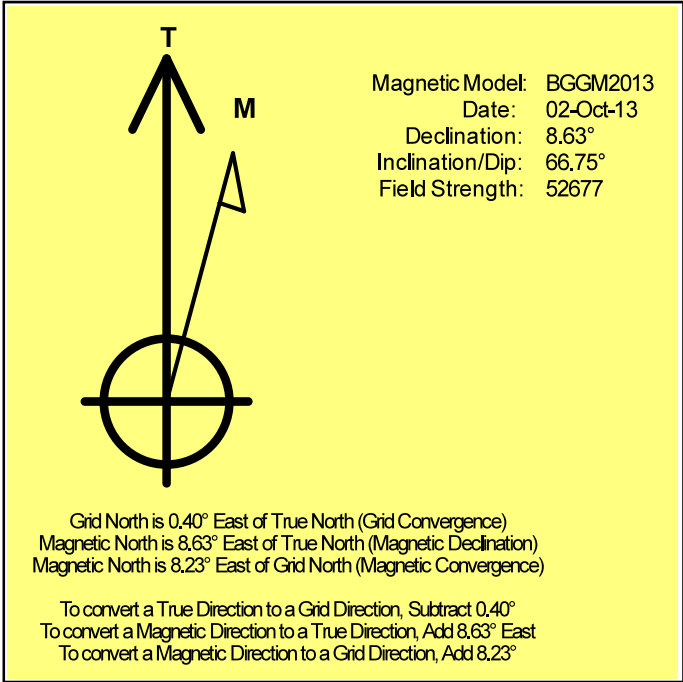 T
M
Magnetic Model: BGGM2013
Date: 02-Oct-13
Declination: 8.63°
Inclination/Dip: 66.75°
Field Strength: 52677
Grid North is 0.40° East of True North (Grid Convergence)
Magnetic North is 8.63° East of True North (Magnetic Declination)
Magnetic North is 8.23° East of Grid North (Magnetic Convergence)
To convert a True Direction to a Grid Direction, Subtract 0.40°
To convert a Magnetic Direction to a True Direction, Add 8.63° East
To convert a Magnetic Direction to a Grid Direction, Add 8.23°